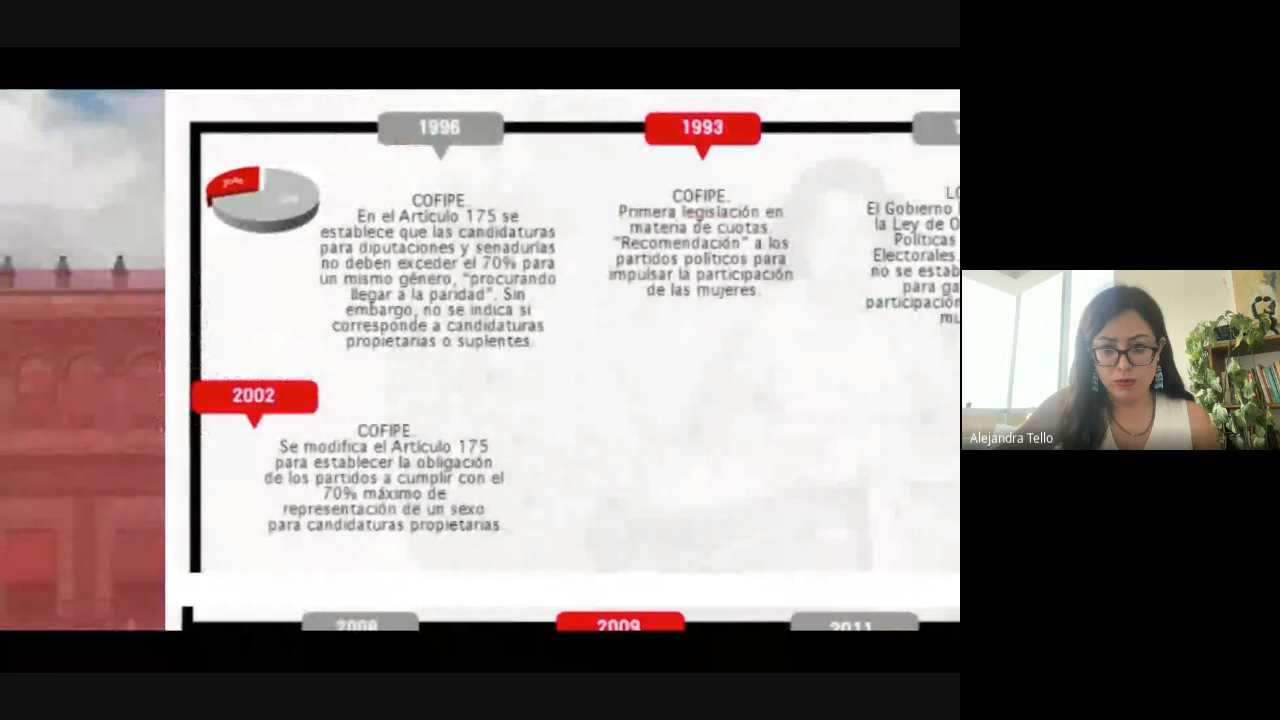 1996
1993
COFIPE.
En el Artículo 175 se
establece que las candidaturas
para diputaciones y senadurías
no deben exceder el 70% para
un mismo género, "procurando
llegar a la paridad". Sin
embargo, no se indica si
corresponde a candidaturas
propietarias o suplentes.
COFIPE.
Primera legislación en
materia de cuotas.
"Recomendación" a los
partidos políticos para
impulsar la participación
de las mujeres.
El Gobierno
la Ley de O
Políticas
Electorales.
no se estab
para ga
participación
mu
2002
COFIPE.
Se modifica el Artículo 175
para establecer la obligación
de los partidos a cumplir con el
70% máximo de
representación de un sexo
para candidaturas propietarias.
2008
2009
2011
Alejandra Tello